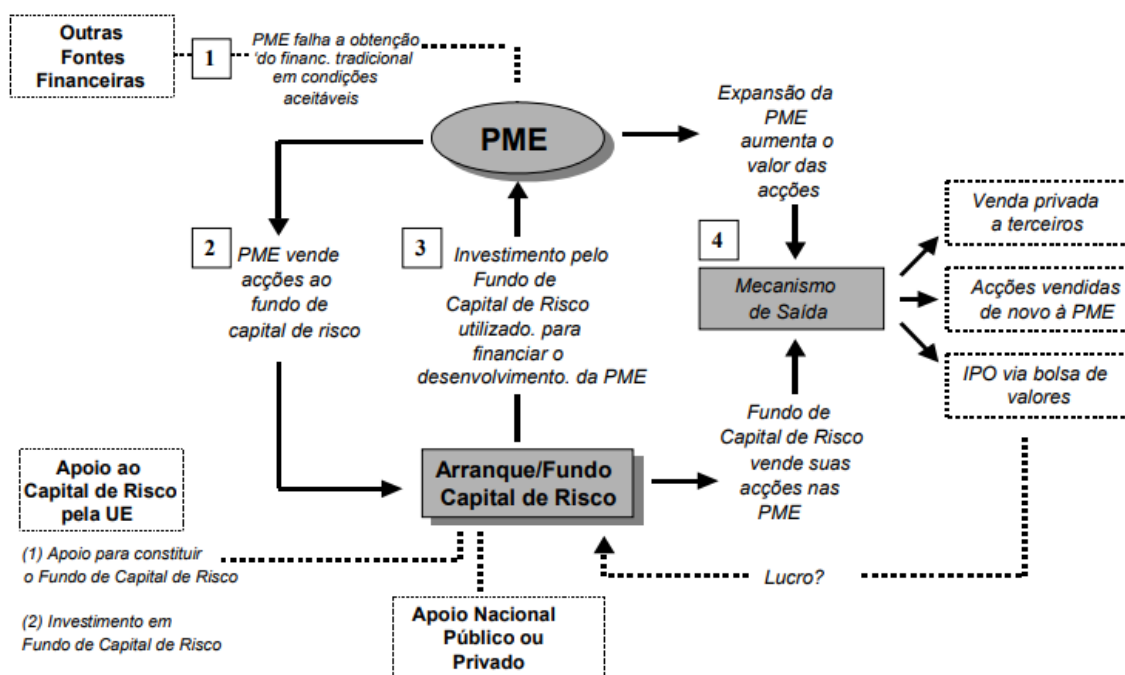 Outras
Fontes
Financeiras
1
PME falha a obtenção
'do financ. tradicional
em condições
aceitáveis
PME
Expansão da
PME
aumenta o
valor das
acções
2
PME vende
acções ao
fundo de
capital de risco
3
Investimento pelo
Fundo de
Capital de Risco
utilizado. para
financiar o
desenvolvimento. da PME
4
Mecanismo
de Saída
Venda privada
a terceiros
Acções vendidas
de novo à PME
IPO via bolsa de
valores
Arranque/Fundo
Capital de Risco
Fundo de
Capital de Risco
vende suas
acções nas
PME
Lucro?
Apoio ao
Capital de Risco
pela UE
(1) Apoio para constituir
o Fundo de Capital de Risco
(2) Investimento em
Fundo de Capital de Risco
Apoio Nacional
Público ou
Privado